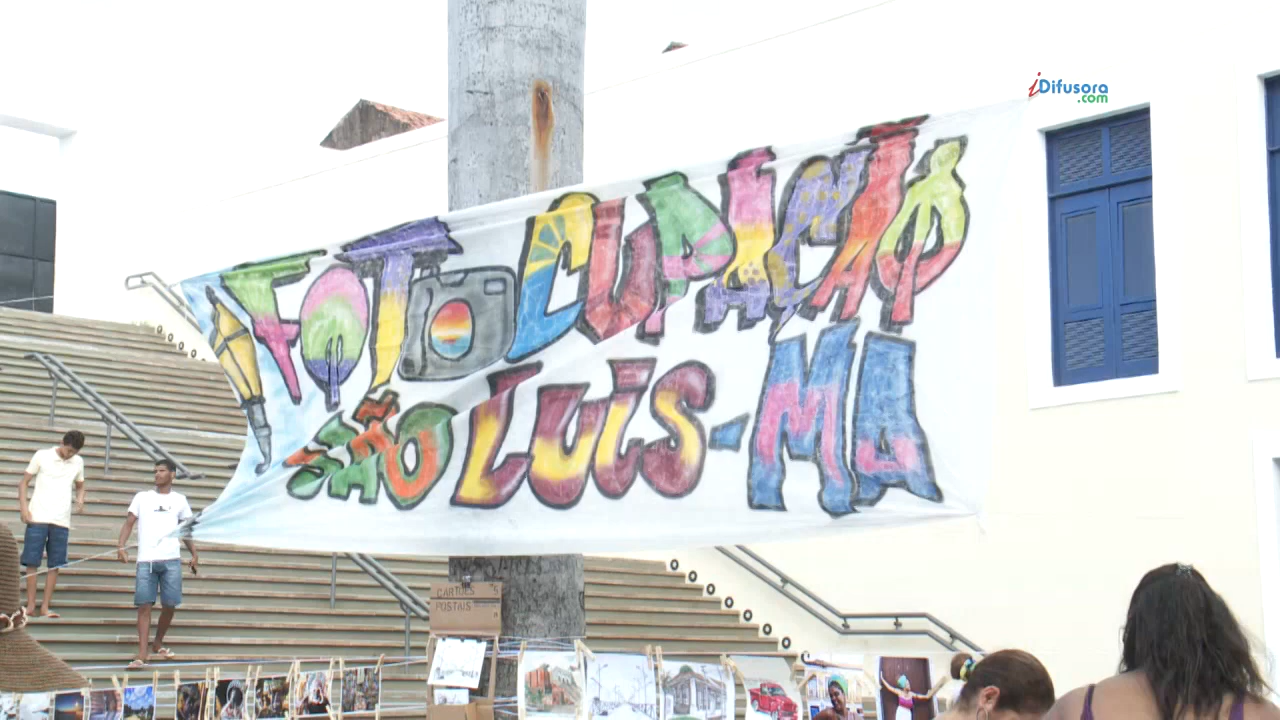 iDifusora
.com
FOTOCUPAÇÃO
SÃO LUÍS-MA
CARTÕES
POSTAIS